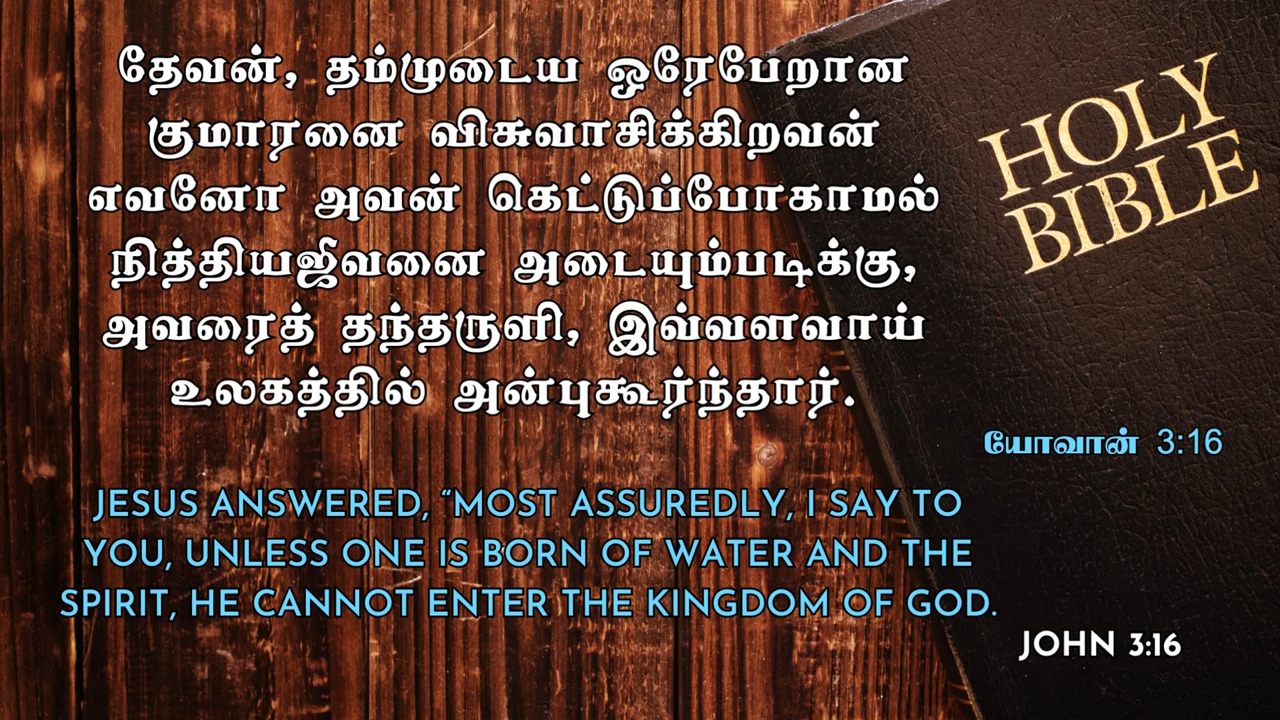 தேவன், தம்முடைய ஒரேபேறான
குமாரனை விசுவாசிக்கிறவன்
எவனோ அவன் கெட்டுப்போகாமல்
நித்தியஜீவனை அடையும்படிக்கு,
அவரைத் தந்தருளி, இவ்வளவாய்
உலகத்தில் அன்புகூர்ந்தார்.
HOLY
BIBLE
யோவான் 3:16
JESUS ANSWERED, “MOST ASSUREDLY, I SAY TO
YOU, UNLESS ONE IS BORN OF WATER AND THE
SPIRIT, HE CANNOT ENTER THE KINGDOM OF GOD.
JOHN 3:16